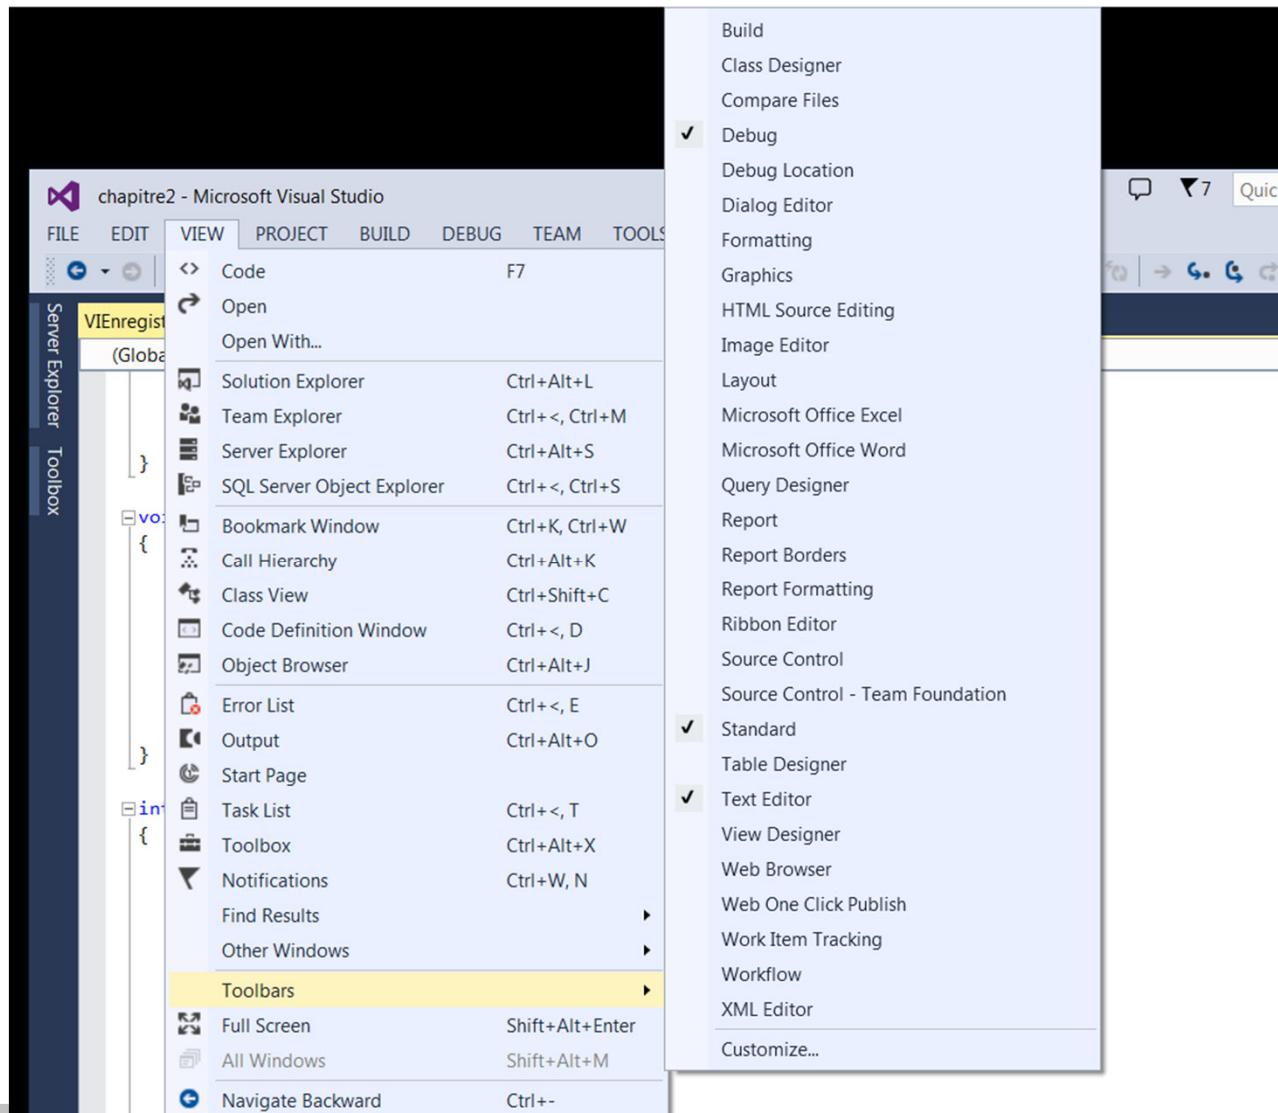 chapitre2 - Microsoft Visual Studio
7
FILE EDIT VIEW PROJECT BUILD DEBUG TEAM TOOLS
Server Explorer
Toolbox
}
{
}
{
Code F7
Open
Open With...
Solution Explorer Ctrl+Alt+L
Team Explorer Ctrl+<, Ctrl+M
Server Explorer Ctrl+Alt+S
SQL Server Object Explorer Ctrl+<, Ctrl+S
Bookmark Window Ctrl+K, Ctrl+W
Call Hierarchy Ctrl+Alt+K
Class View Ctrl+Shift+C
Code Definition Window Ctrl+<, D
Object Browser Ctrl+Alt+J
Error List Ctrl+<, E
Output Ctrl+Alt+O
Start Page
Task List Ctrl+<, T
Toolbox Ctrl+Alt+X
Notifications Ctrl+W, N
Find Results
Other Windows
Toolbars
Full Screen Shift+Alt+Enter
All Windows Shift+Alt+M
Navigate Backward Ctrl+-
Build
Class Designer
Compare Files
Debug
Debug Location
Dialog Editor
Formatting
Graphics
HTML Source Editing
Image Editor
Layout
Microsoft Office Excel
Microsoft Office Word
Query Designer
Report
Report Borders
Report Formatting
Ribbon Editor
Source Control
Source Control - Team Foundation
Standard
Table Designer
Text Editor
View Designer
Web Browser
Web One Click Publish
Work Item Tracking
Workflow
XML Editor
Customize...